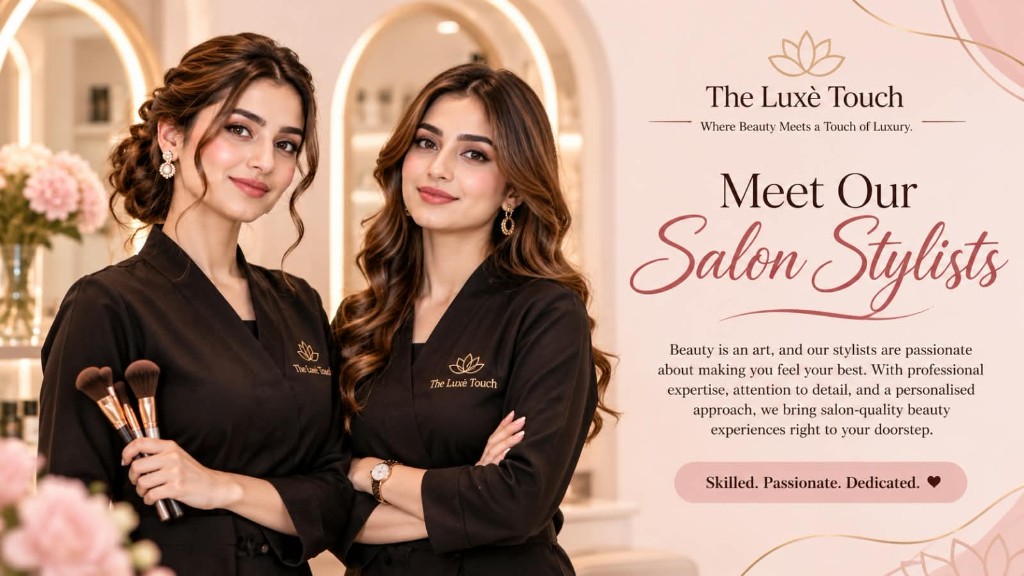 The Luxè Touch
Where Beauty Meets a Touch of Luxury.
Meet Our
Salon Stylists
Beauty is an art, and our stylists are passionate
about making you feel your best. With professional
expertise, attention to detail, and a personalised
approach, we bring salon-quality beauty
experiences right to your doorstep.
Skilled. Passionate. Dedicated. ♥
The Luxè Touch
The Luxè Touch